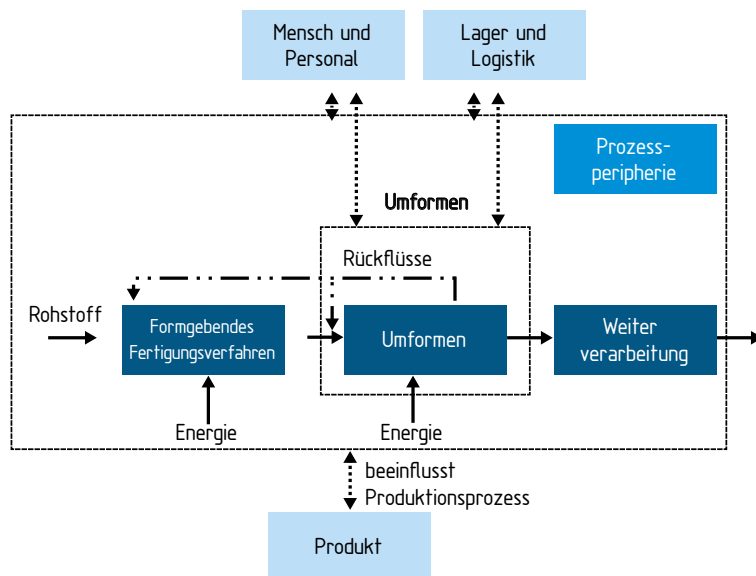 Mensch und
Personal
Lager und
Logistik
Prozess-
peripherie
Umformen
Rückflüsse
Rohstoff
Formgebendes
Fertigungsverfahren
Umformen
Weiter
verarbeitung
Energie
Energie
beeinflusst
Produktionsprozess
Produkt